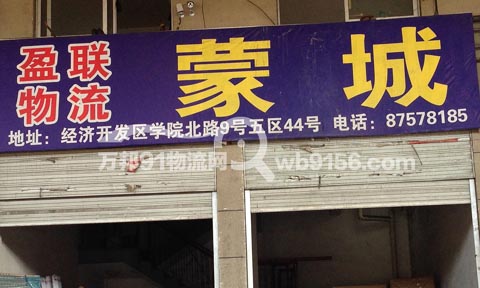 盈联
物流
蒙城
地址：经济开发区学院北路9号五区44号 电话：87578185
万邦91物流网 wb9156.com